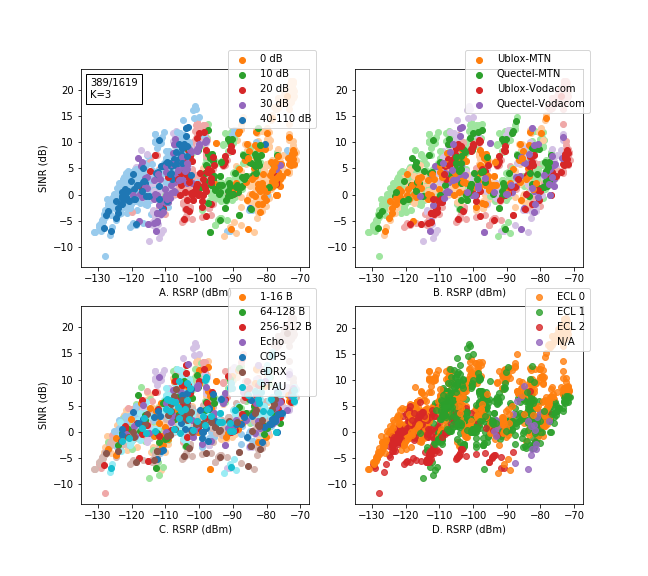 0 dB
10 dB
20 dB
30 dB
40-110 dB
389/1619
K=3
20
15
10
5
0
−5
−10
SINR (dB)
−130 −120 −110 −100 −90 −80 −70
A. RSRP (dBm)
Ublox-MTN
Quectel-MTN
Ublox-Vodacom
Quectel-Vodacom
20
15
10
5
0
−5
−10
−130 −120 −110 −100 −90 −80 −70
B. RSRP (dBm)
1-16 B
64-128 B
256-512 B
Echo
COPS
eDRX
PTAU
20
15
10
5
0
−5
−10
SINR (dB)
−130 −120 −110 −100 −90 −80 −70
C. RSRP (dBm)
ECL 0
ECL 1
ECL 2
N/A
20
15
10
5
0
−5
−10
−130 −120 −110 −100 −90 −80 −70
D. RSRP (dBm)